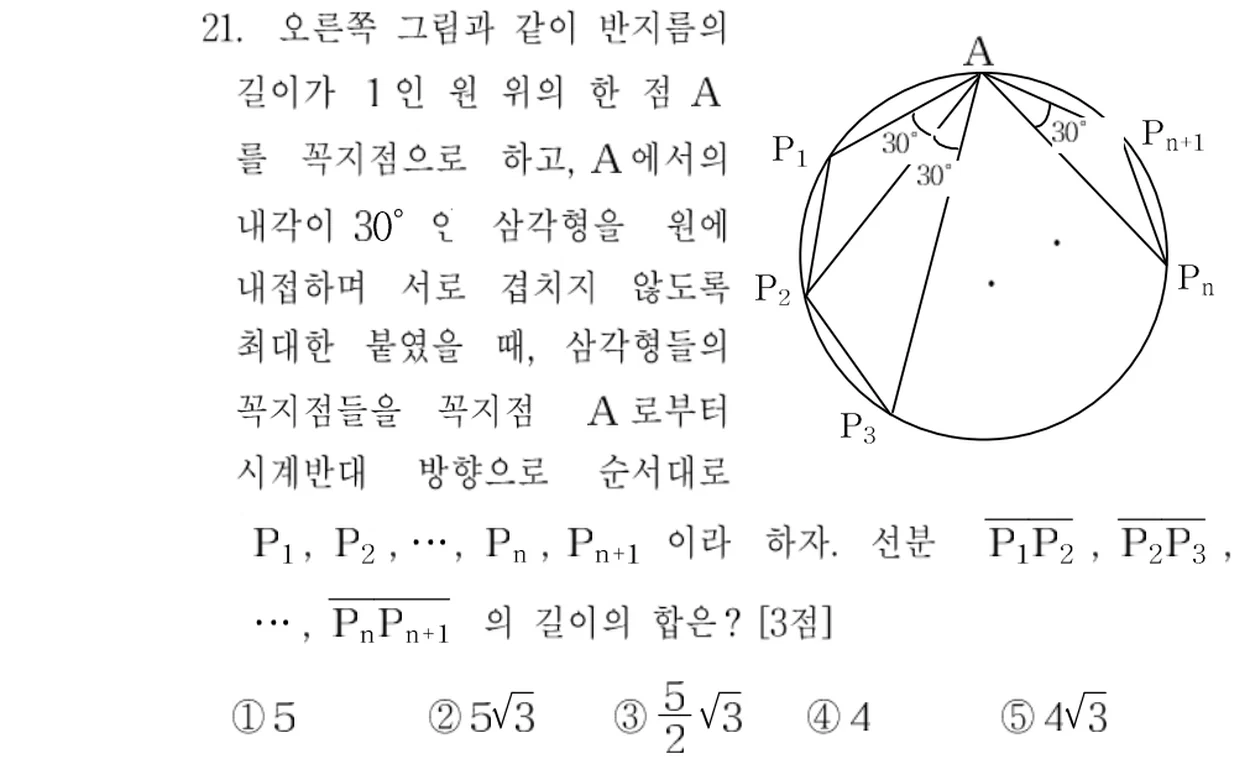 21. 오른쪽 그림과 같이 반지름의
길이가 1인 원 위의 한 점 A
를 꼭지점으로 하고, A에서의
내각이 30° 인 삼각형을 원에
내접하며 서로 겹치지 않도록
최대한 붙였을 때, 삼각형들의
꼭지점들을 꼭지점 A로부터
시계반대 방향으로 순서대로
P₁, P₂, ⋯, Pₙ, Pₙ₊₁ 이라 하자. 선분 P₁P₂, P₂P₃,
⋯, PₙPₙ₊₁ 의 길이의 합은? [3점]
① 5 ② 5√3 ③ 5/2 √3 ④ 4 ⑤ 4√3
A
P₁
30°
30°
30°
Pₙ₊₁
P₂
Pₙ
P₃